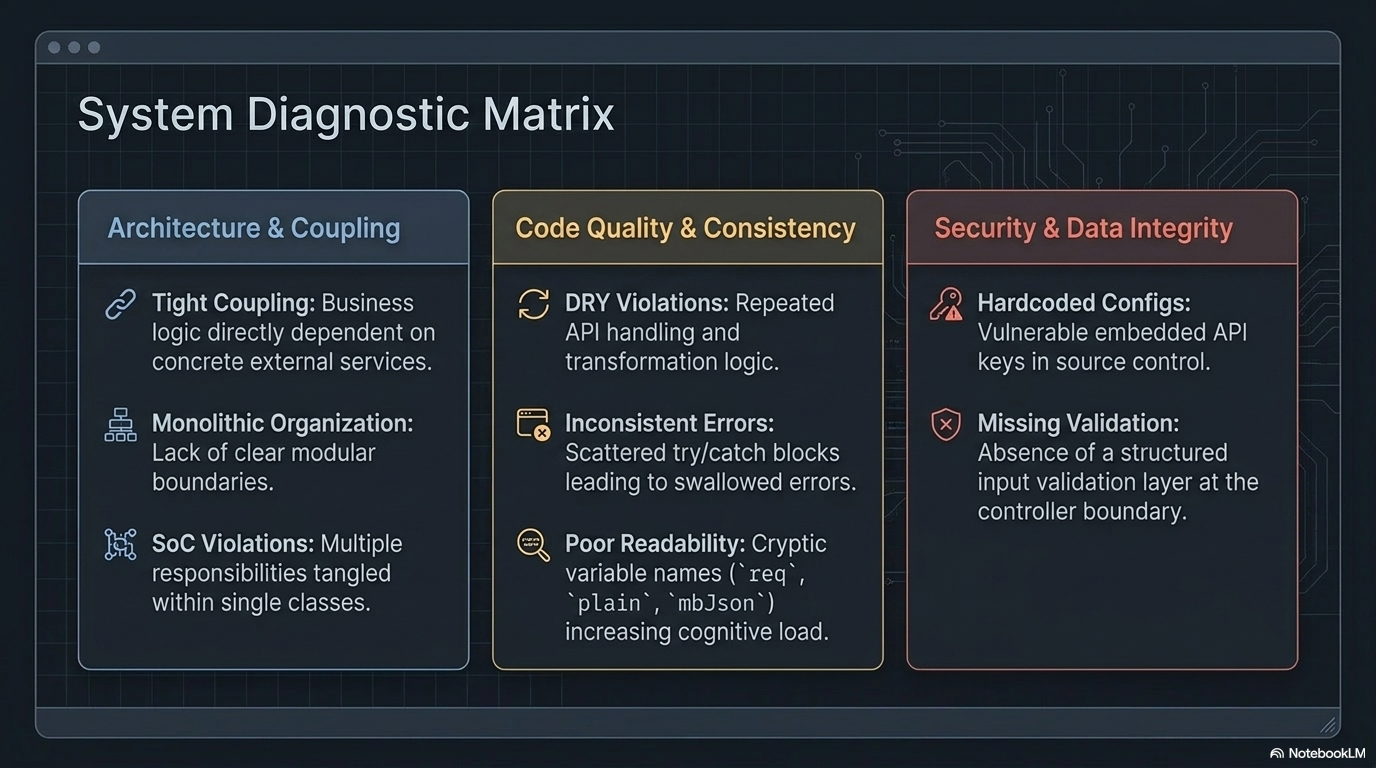 System Diagnostic Matrix
Architecture & Coupling
Tight Coupling: Business
logic directly dependent on
concrete external services.
Monolithic Organization:
Lack of clear modular
boundaries.
SoC Violations: Multiple
responsibilities tangled
within single classes.
Code Quality & Consistency
DRY Violations: Repeated
API handling and
transformation logic.
Inconsistent Errors:
Scattered try/catch blocks
leading to swallowed errors.
Poor Readability: Cryptic
variable names (`req`,
`plain`, `mbJson`)
increasing cognitive load.
Security & Data Integrity
Hardcoded Configs:
Vulnerable embedded API
keys in source control.
Missing Validation:
Absence of a structured
input validation layer at the
controller boundary.
NotebookLM